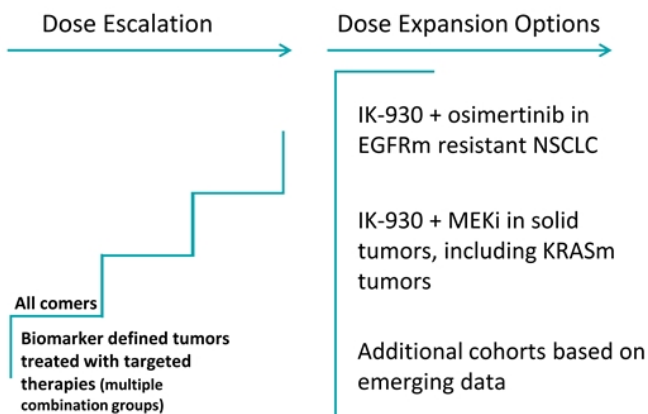 Dose Escalation
Dose Expansion Options
All comers
Biomarker defined tumors
treated with targeted
therapies (multiple
combination groups)
IK-930 + osimertinib in
EGFRm resistant NSCLC
IK-930 + MEKi in solid
tumors, including KRASm
tumors
Additional cohorts based on
emerging data